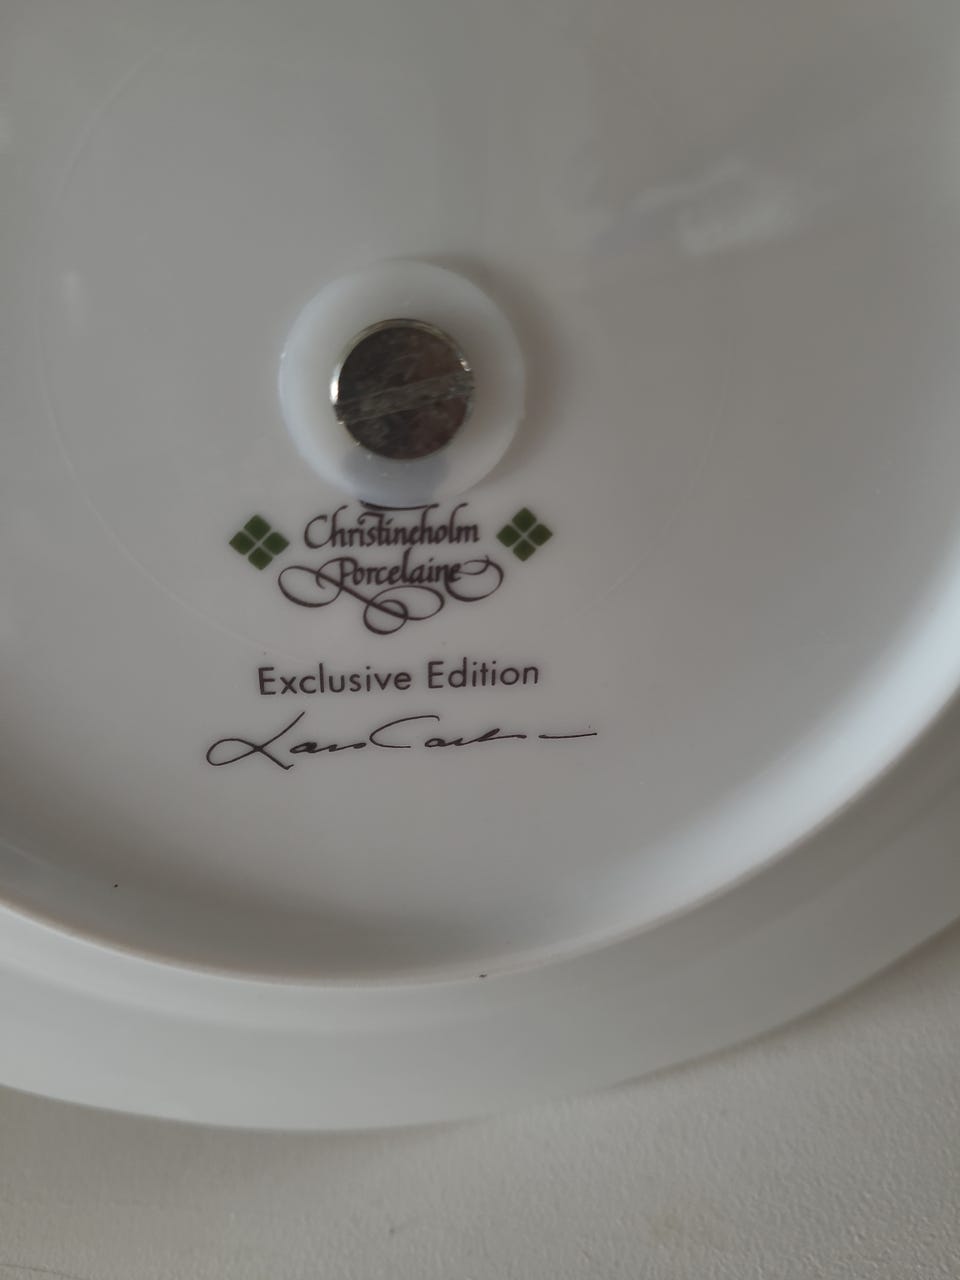 Christineholm
Porcelaine
Exclusive Edition